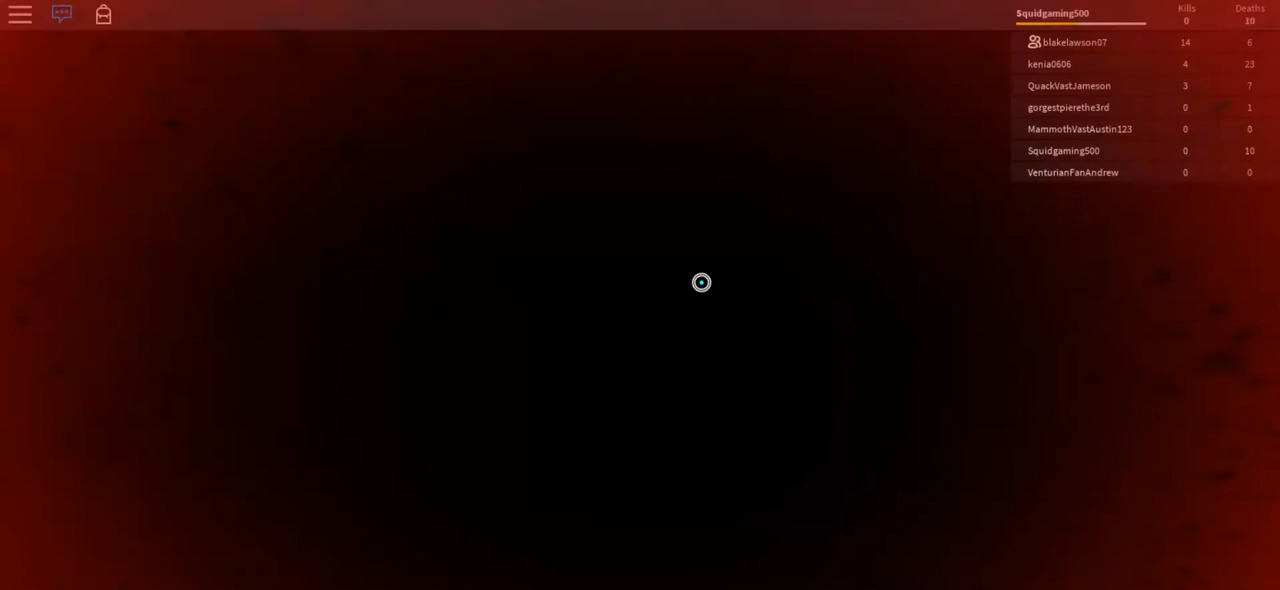 Squidgaming500 Kills Deaths
0 10
blakelawson07 14 6
kenia0606 4 23
QuackVastJameson 3 7
gorgestpierethe3rd 0 1
MammothVastAustin123 0 0
Squidgaming500 0 10
VenturianFanAndrew 0 0